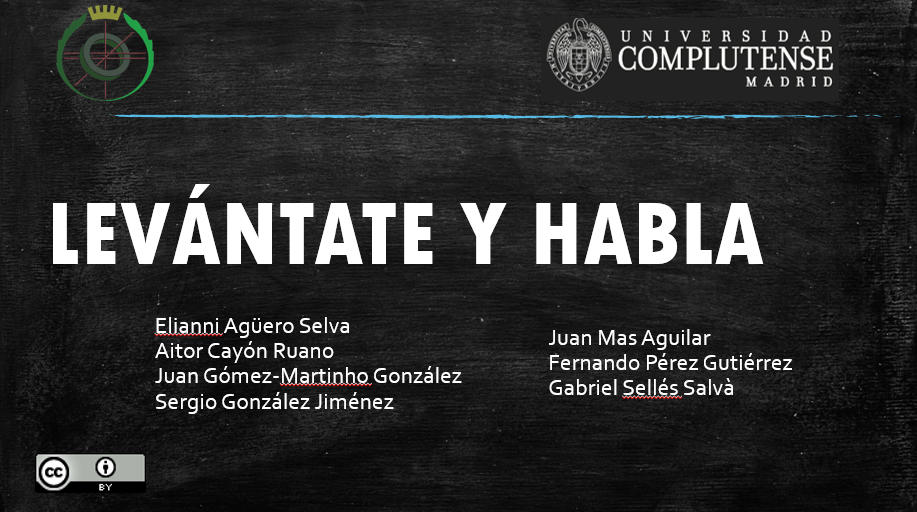 UNIVERSIDAD
COMPLUTENSE
MADRID
LEVÁNTATE Y HABLA
Elianni Agüero Selva
Aitor Cayón Ruano
Juan Gómez-Martinho González
Sergio González Jiménez
Juan Mas Aguilar
Fernando Pérez Gutiérrez
Gabriel Sellés Salvà
cc
BY